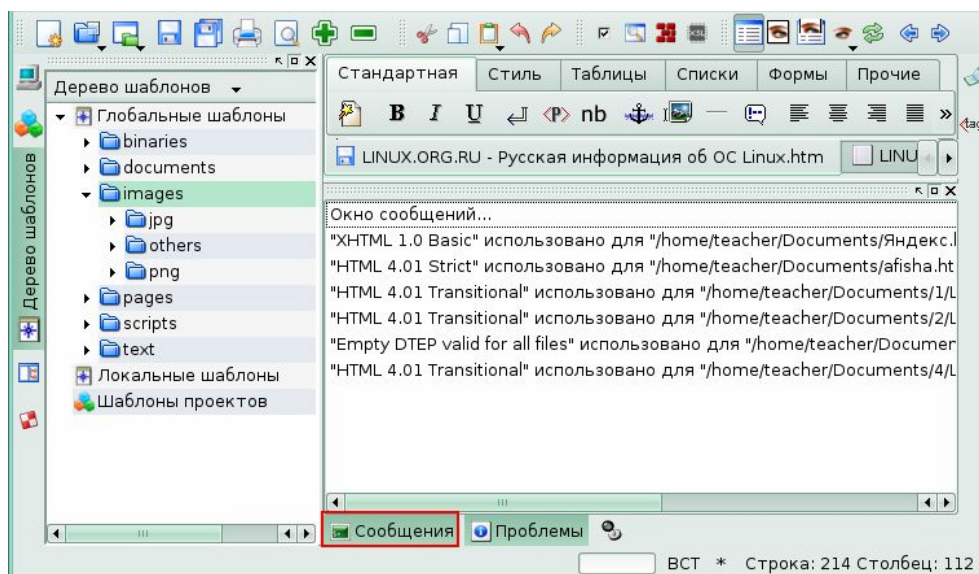 Дерево шаблонов
Глобальные шаблоны
binaries
documents
images
jpg
others
png
pages
scripts
text
Локальные шаблоны
Шаблоны проектов
Дерево шаблонов
Стандартная Стиль Таблицы Списки Формы Прочие
B I U <P> nb »
<tag
LINUX.ORG.RU - Русская информация об ОС Linux.htm LINU
Окно сообщений...
"XHTML 1.0 Basic" использовано для "/home/teacher/Documents/Яндекс.
"HTML 4.01 Strict" использовано для "/home/teacher/Documents/afisha.ht
"HTML 4.01 Transitional" использовано для "/home/teacher/Documents/1/L
"HTML 4.01 Transitional" использовано для "/home/teacher/Documents/2/L
"Empty DTEP valid for all files" использовано для "/home/teacher/Documer
"HTML 4.01 Transitional" использовано для "/home/teacher/Documents/4/L
Сообщения Проблемы
ВСТ * Строка: 214 Столбец: 112